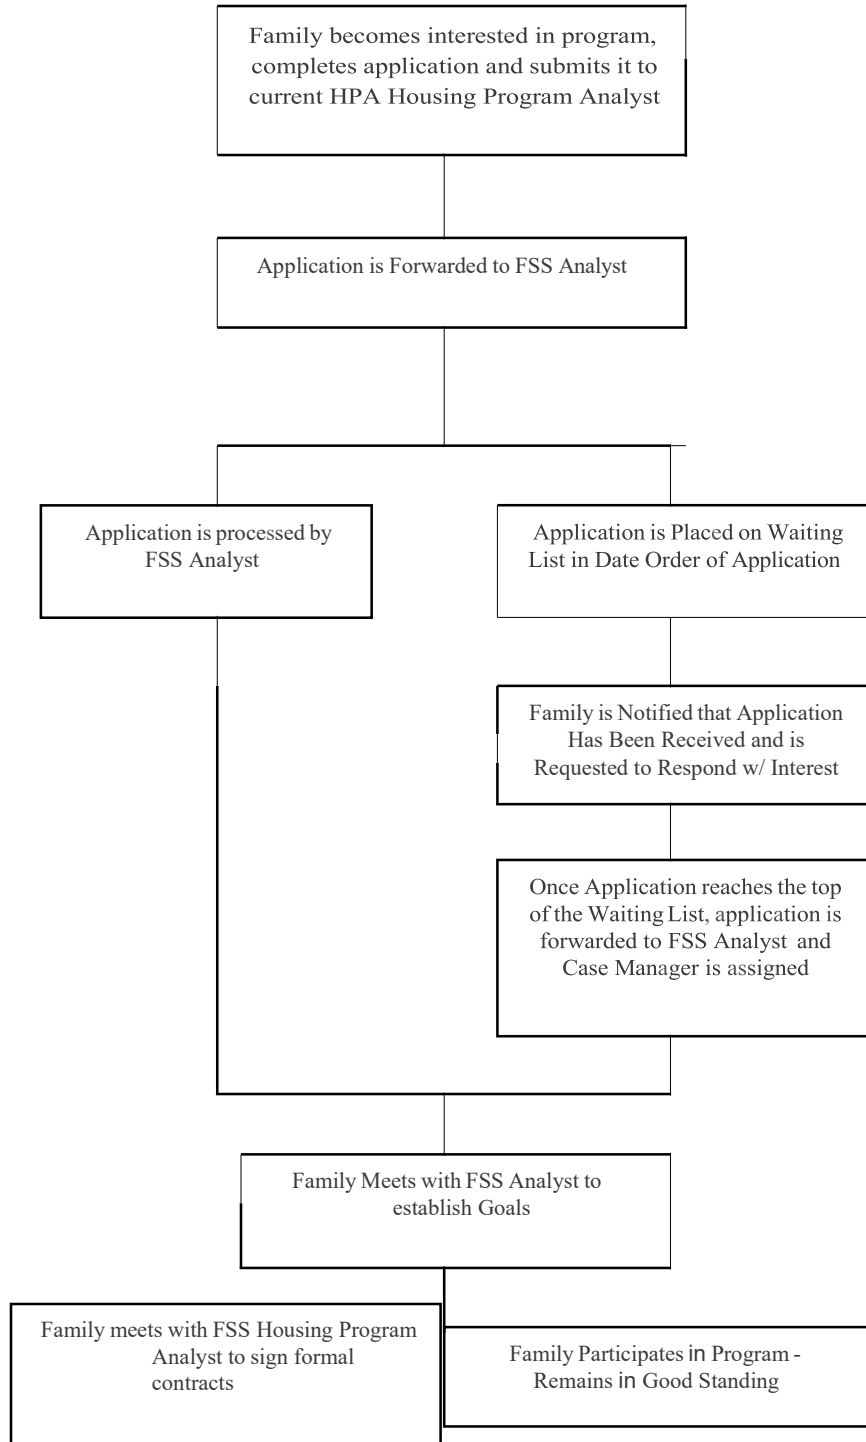 Family becomes interested in program,
completes application and submits it to
current HPA Housing Program Analyst
Application is Forwarded to FSS Analyst
Application is processed by
FSS Analyst
Application is Placed on Waiting
List in Date Order of Application
Family is Notified that Application
Has Been Received and is
Requested to Respond w/ Interest
Once Application reaches the top
of the Waiting List, application is
forwarded to FSS Analyst and
Case Manager is assigned
Family Meets with FSS Analyst to
establish Goals
Family meets with FSS Housing Program
Analyst to sign formal
contracts
Family Participates in Program -
Remains in Good Standing